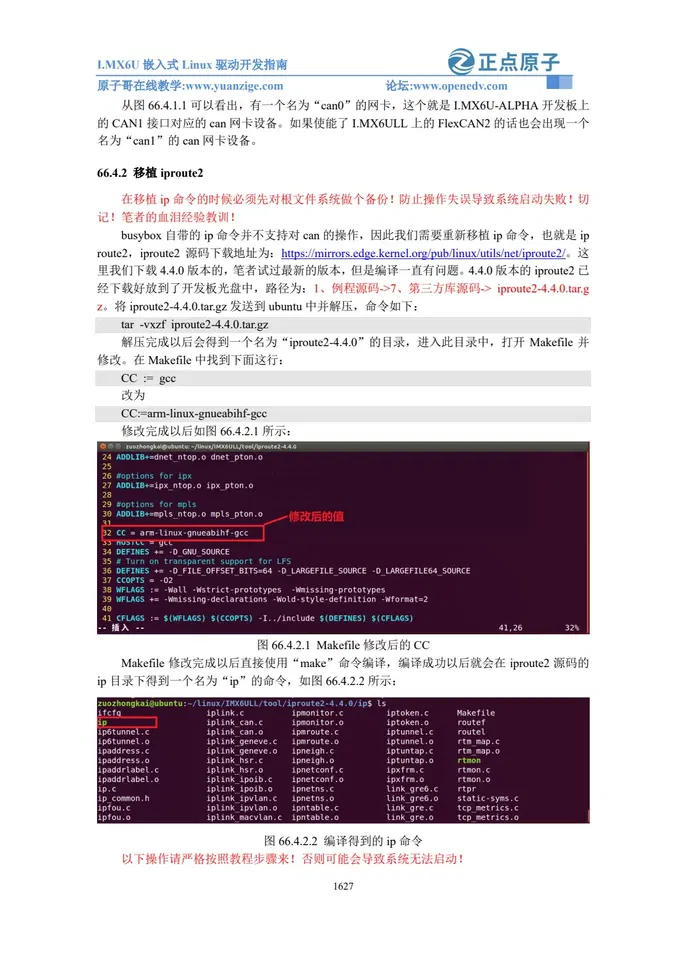 I.MX6U 嵌入式 Linux 驱动开发指南
正点原子
原子哥在线教学:www.yuanzige.com 论坛:www.openedv.com
从图 66.4.1.1 可以看出，有一个名为“can0”的网卡，这个就是 I.MX6U-ALPHA 开发板上
的 CAN1 接口对应的 can 网卡设备。如果使能了 I.MX6ULL 上的 FlexCAN2 的话也会出现一个
名为“can1”的 can 网卡设备。
66.4.2 移植 iproute2
在移植 ip 命令的时候必须先对根文件系统做个备份！防止操作失误导致系统启动失败！切
记！笔者的血泪经验教训！
busybox 自带的 ip 命令并不支持对 can 的操作，因此我们需要重新移植 ip 命令，也就是 ip
route2，iproute2 源码下载地址为：https://mirrors.edge.kernel.org/pub/linux/utils/net/iproute2/。这
里我们下载 4.4.0 版本的，笔者试过最新的版本，但是编译一直有问题。4.4.0 版本的 iproute2 已
经下载好放到了开发板光盘中，路径为：1、例程源码->7、第三方库源码-> iproute2-4.4.0.tar.g
z。将 iproute2-4.4.0.tar.gz 发送到 ubuntu 中并解压，命令如下：
tar -vxzf iproute2-4.4.0.tar.gz
解压完成以后会得到一个名为“iproute2-4.4.0”的目录，进入此目录中，打开 Makefile 并
修改。在 Makefile 中找到下面这行：
CC := gcc
改为
CC:=arm-linux-gnueabihf-gcc
修改完成以后如图 66.4.2.1 所示：
zuozhongkai@ubuntu: ~/linux/IMX6ULL/tool/iproute2-4.4.0
24 ADDLIB+=dnet_ntop.o dnet_pton.o
25
26 #options for ipx
27 ADDLIB+=ipx_ntop.o ipx_pton.o
28
29 #options for mpls
30 ADDLIB+=mpls_ntop.o mpls_pton.o
31
修改后的值
32 CC = arm-linux-gnueabihf-gcc
33 HOSTCC = gcc
34 DEFINES += -D_GNU_SOURCE
35 # Turn on transparent support for LFS
36 DEFINES += -D_FILE_OFFSET_BITS=64 -D_LARGEFILE_SOURCE -D_LARGEFILE64_SOURCE
37 CCOPTS = -O2
38 WFLAGS := -Wall -Wstrict-prototypes -Wmissing-prototypes
39 WFLAGS += -Wmissing-declarations -Wold-style-definition -Wformat=2
40
41 CFLAGS := $(WFLAGS) $(CCOPTS) -I../include $(DEFINES) $(CFLAGS)
-- 插入 -- 41,26 32%
图 66.4.2.1 Makefile 修改后的 CC
Makefile 修改完成以后直接使用“make”命令编译，编译成功以后就会在 iproute2 源码的
ip 目录下得到一个名为“ip”的命令，如图 66.4.2.2 所示：
zuozhongkai@ubuntu:~/linux/IMX6ULL/tool/iproute2-4.4.0/ip$ ls
ifcfg iplink.c ipmonitor.c iptoken.c Makefile
ip iplink_can.c ipmonitor.o iptoken.o routef
ip6tunnel.c iplink_can.o ipmroute.c iptunnel.c routel
ip6tunnel.o iplink_geneve.c ipmroute.o iptunnel.o rtm_map.c
ipaddress.c iplink_geneve.o ipneigh.c iptuntap.c rtm_map.o
ipaddress.o iplink_hsr.c ipneigh.o iptuntap.o rtmon
ipaddrlabel.c iplink_hsr.o ipnetconf.c ipxfrm.c rtmon.c
ipaddrlabel.o iplink_ipoib.c ipnetconf.o ipxfrm.o rtmon.o
ip.c iplink_ipoib.o ipnetns.c link_gre6.c rtpr
ip_common.h iplink_ipvlan.c ipnetns.o link_gre6.o static-syms.c
ipfou.c iplink_ipvlan.o ipntable.c link_gre.c tcp_metrics.c
ipfou.o iplink_macvlan.c ipntable.o link_gre.o tcp_metrics.o
图 66.4.2.2 编译得到的 ip 命令
以下操作请严格按照教程步骤来！否则可能会导致系统无法启动！
1627